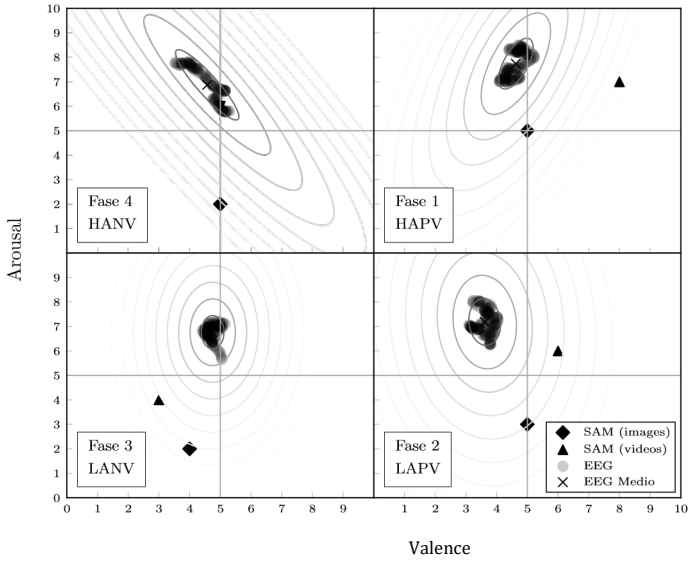 10
9
8
7
6
5
4
3
2
1
Fase 4
HANV
Fase 1
HAPV
Arousal
9
8
7
6
5
4
3
2
1
0
Fase 3
LANV
Fase 2
LAPV
SAM (images)
SAM (videos)
EEG
EEG Medio
0 1 2 3 4 5 6 7 8 9
1 2 3 4 5 6 7 8 9 10
Valence